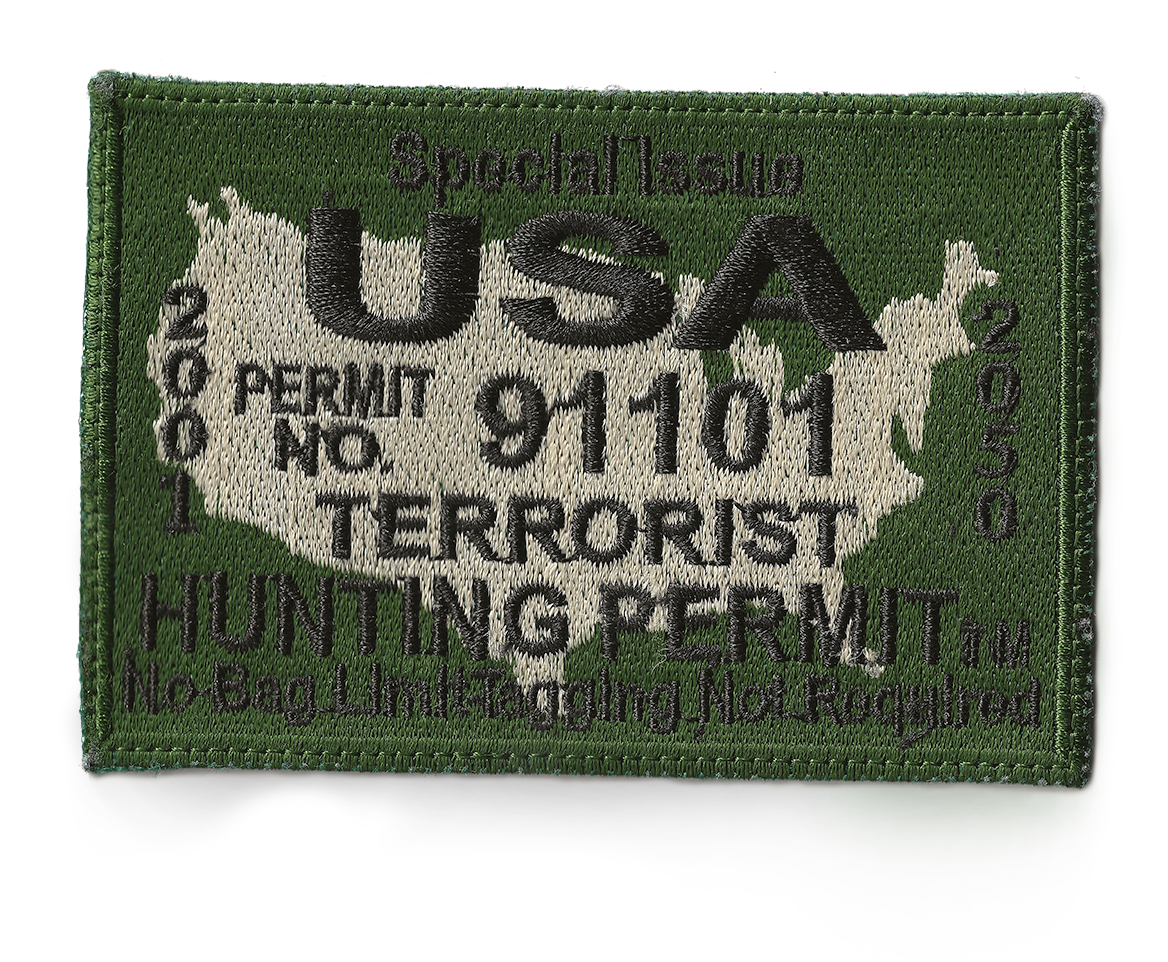 Special Issue
USA
2001
PERMIT
NO.
91101
2050
TERRORIST
HUNTING PERMIT TM
No Bag Limit-Tagging Not Required